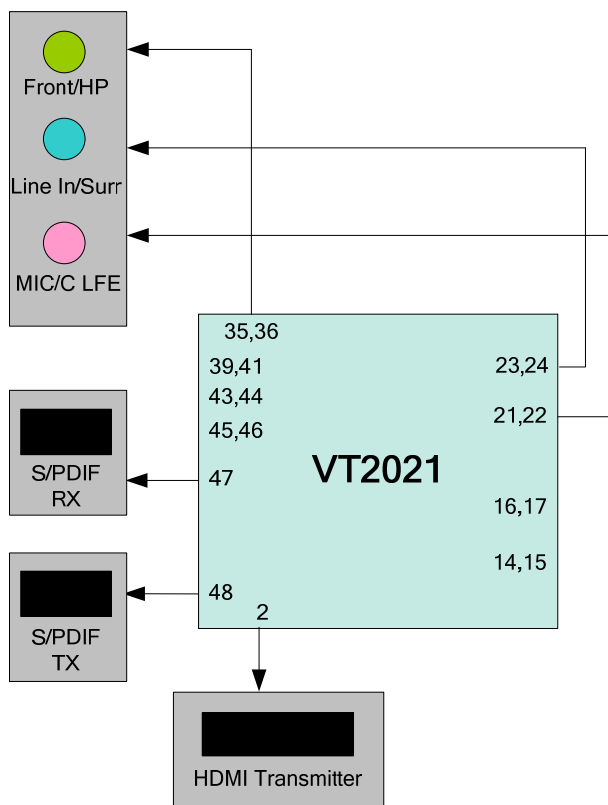 Front/HP
Line In/Surr
MIC/C LFE
35,36
39,41
43,44
45,46
47
48
2
23,24
21,22
16,17
14,15
VT2021
S/PDIF
RX
S/PDIF
TX
HDMI Transmitter